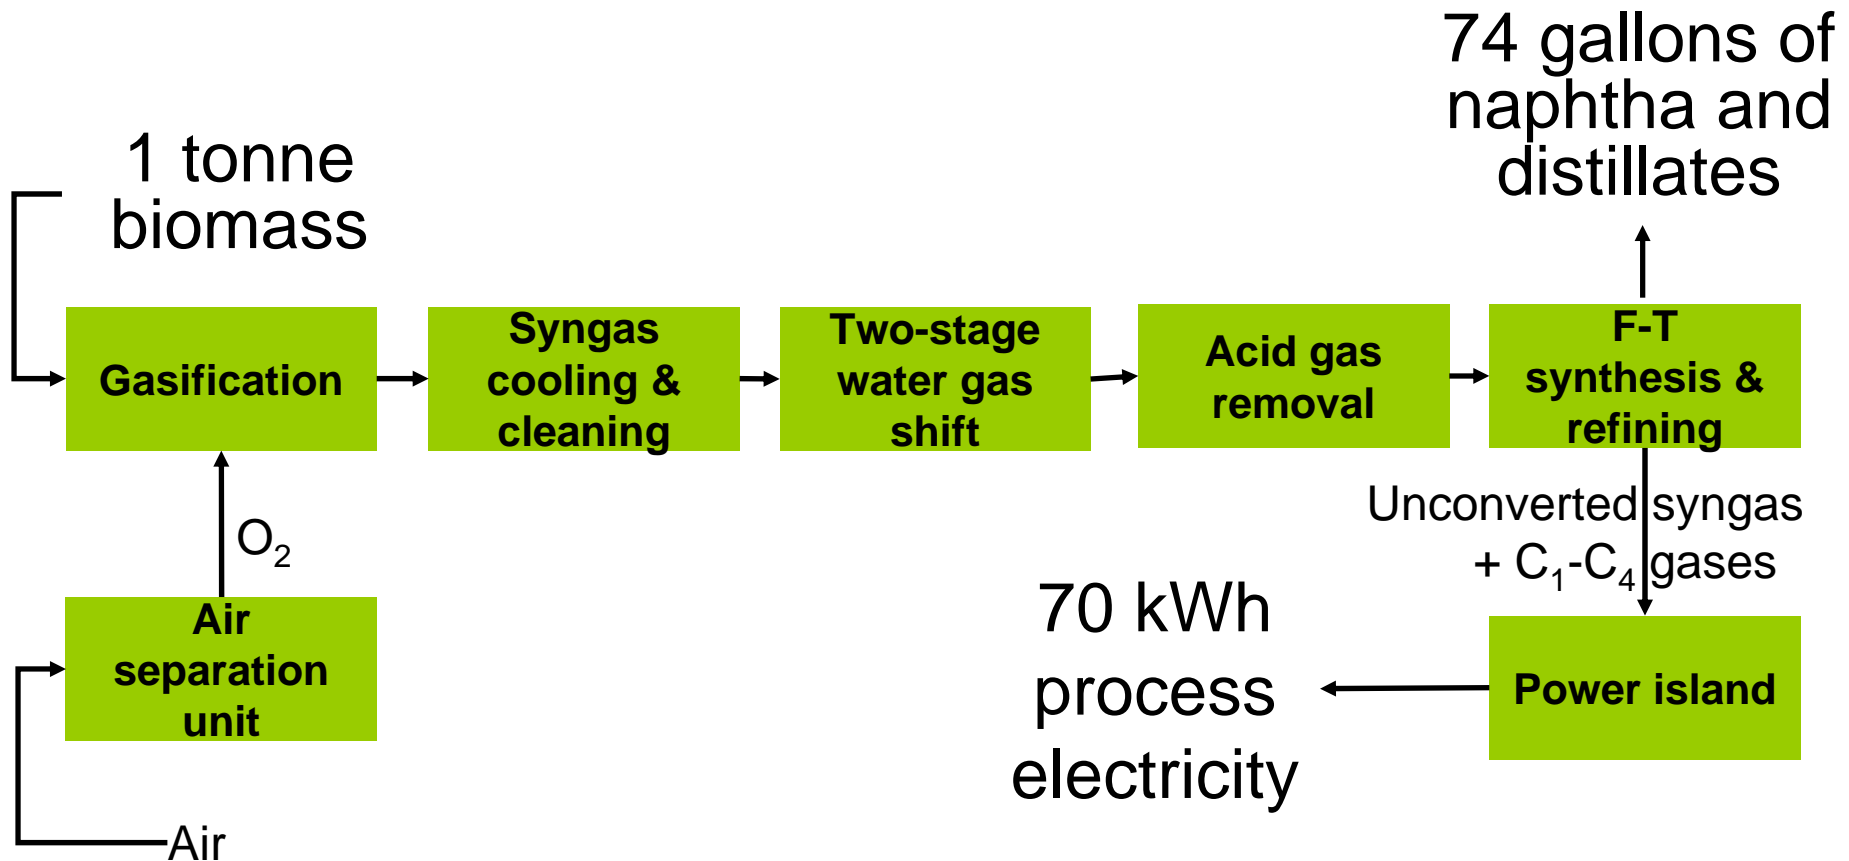 74 gallons of
naphtha and
distillates
1 tonne
biomass
Gasification
Syngas
cooling &
cleaning
Two-stage
water gas
shift
Acid gas
removal
F-T
synthesis &
refining
O₂
Unconverted syngas
+ C₁-C₄ gases
Air
separation
unit
70 kWh
process
electricity
Power island
Air